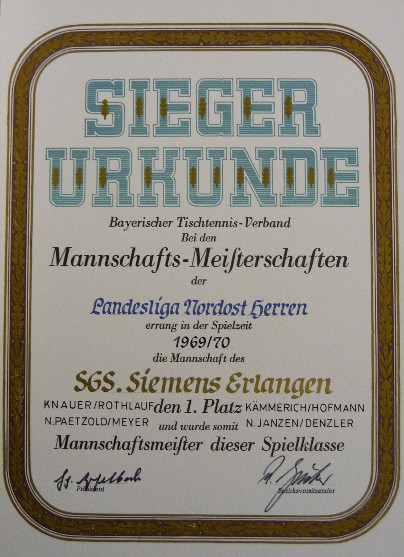 SIEGER
URKUNDE
Bayerischer Tischtennis-Verband
Bei den
Mannschafts-Meiſterschaften
der
Landesliga Nordost Herren
errang in der Spielzeit
1969/70
die Mannschaft des
SGS. Siemens Erlangen
KNAUER/ROTHLAUF den 1. Platz KÄMMERICH/HOFMANN
N.PAETZOLD/MEYER und wurde somit N. JANZEN/DENZLER
Mannschaftsmeiſter dieser Spielklasse
Präsident Bezirksvorsitzender